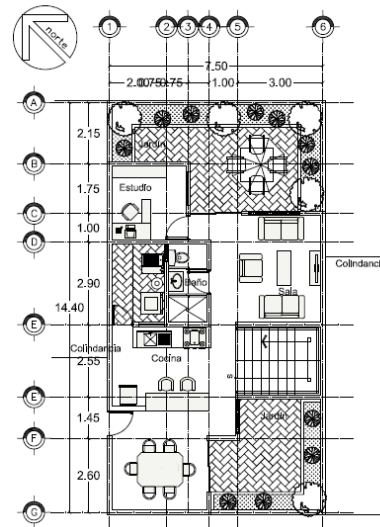 norte
1 2 3 4 5 6
7.50
2.00 0.75 0.75 1.00 3.00
A
2.15
Jardín
B
1.75
Estudio
C
1.00
D
Colindancia
2.90
Baño
Sala
14.40
E
Colindancia
2.55
Cocina
S
E
1.45
Jardín
F
2.60
G